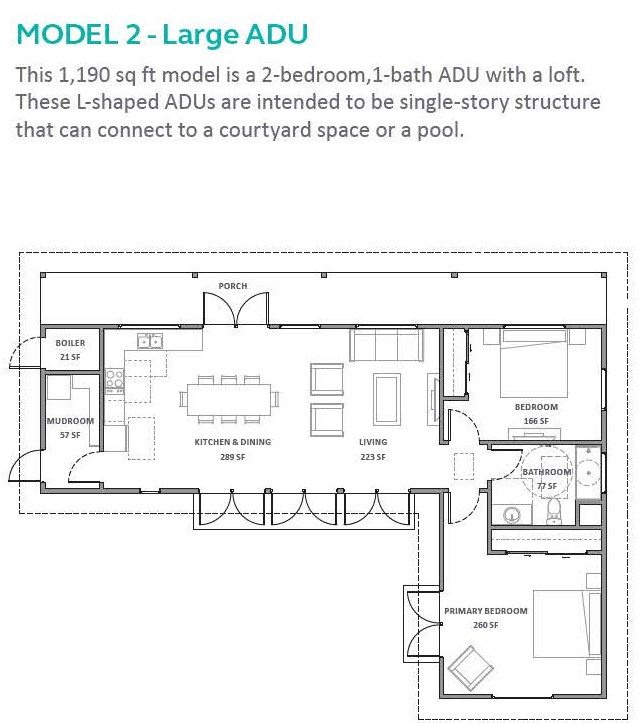 MODEL 2 - Large ADU
This 1,190 sq ft model is a 2-bedroom,1-bath ADU with a loft.
These L-shaped ADUs are intended to be single-story structure
that can connect to a courtyard space or a pool.
PORCH
BOILER
21 SF
MUDROOM
57 SF
KITCHEN & DINING
289 SF
LIVING
223 SF
BEDROOM
166 SF
BATHROOM
77 SF
PRIMARY BEDROOM
260 SF